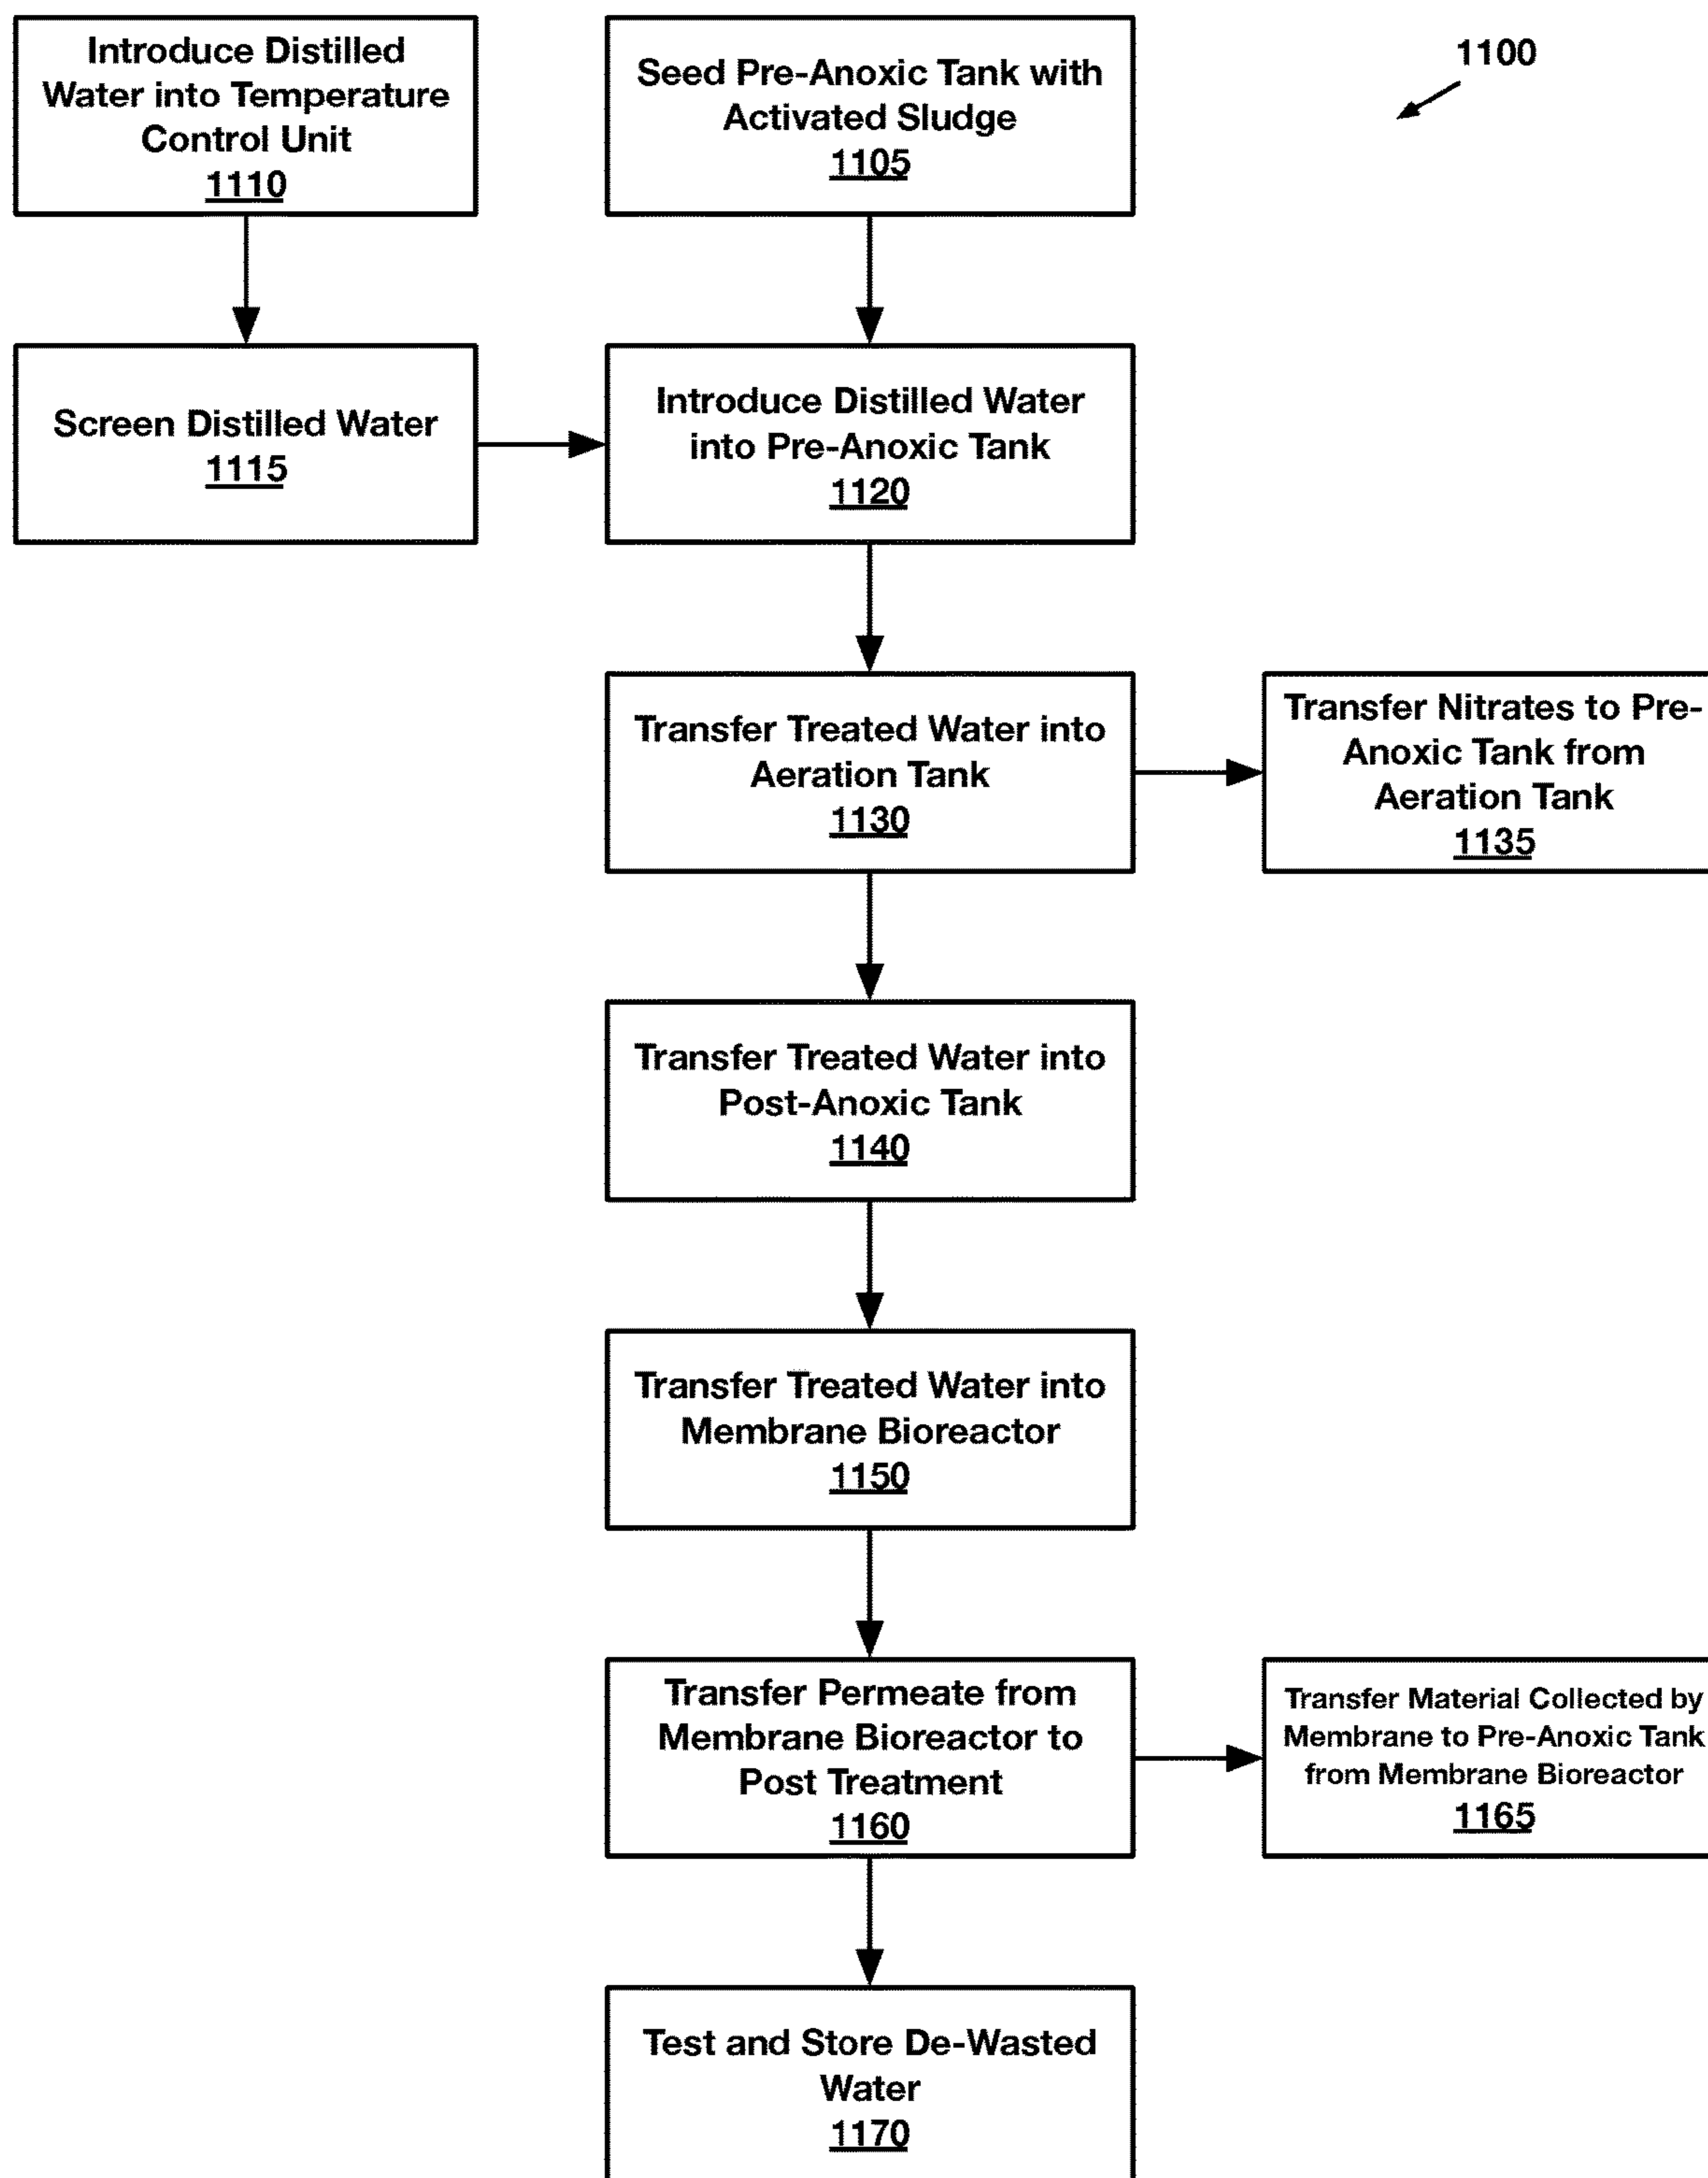 Introduce Distilled
Water into Temperature
Control Unit
1110
Seed Pre-Anoxic Tank with
Activated Sludge
1105
1100
Screen Distilled Water
1115
Introduce Distilled Water
into Pre-Anoxic Tank
1120
Transfer Treated Water into
Aeration Tank
1130
Transfer Nitrates to Pre-
Anoxic Tank from
Aeration Tank
1135
Transfer Treated Water into
Post-Anoxic Tank
1140
Transfer Treated Water into
Membrane Bioreactor
1150
Transfer Permeate from
Membrane Bioreactor to
Post Treatment
1160
Transfer Material Collected by
Membrane to Pre-Anoxic Tank
from Membrane Bioreactor
1165
Test and Store De-Wasted
Water
1170